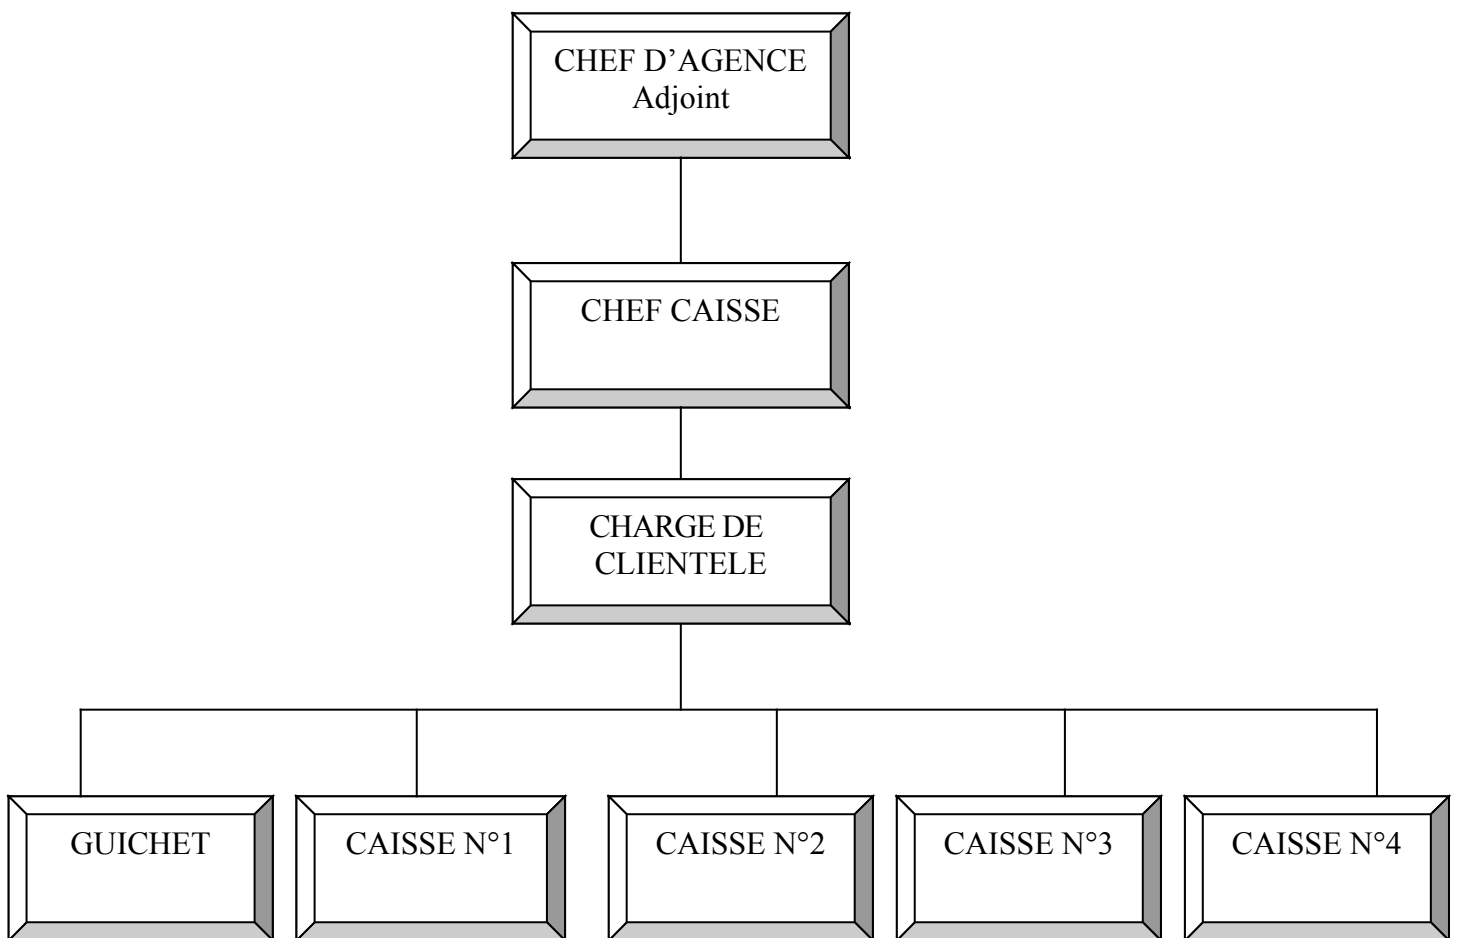 CHEF D’AGENCE
Adjoint
CHEF CAISSE
CHARGE DE
CLIENTELE
GUICHET
CAISSE N°1
CAISSE N°2
CAISSE N°3
CAISSE N°4